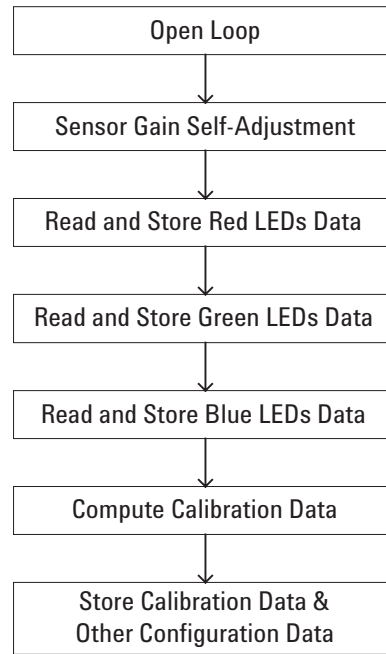 Open Loop
Sensor Gain Self-Adjustment
Read and Store Red LEDs Data
Read and Store Green LEDs Data
Read and Store Blue LEDs Data
Compute Calibration Data
Store Calibration Data &
Other Configuration Data